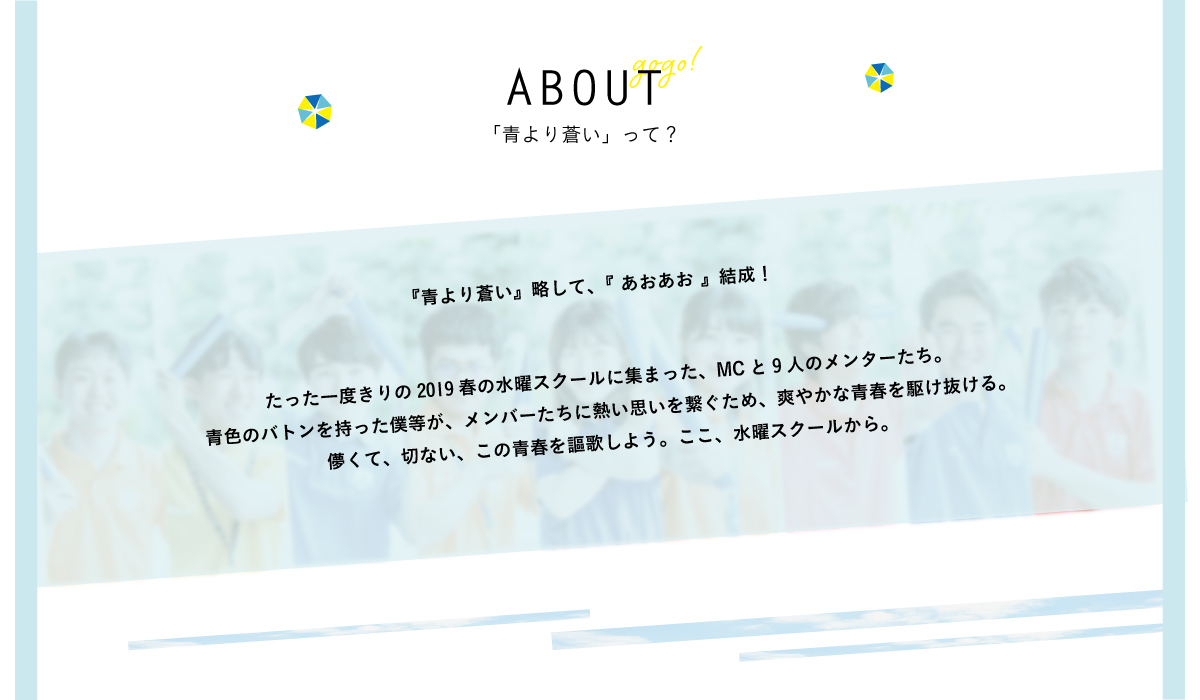 gogo!
ABOUT
「青より蒼い」って？
『青より蒼い』略して、『 あおあお 』結成！
たった一度きりの 2019 春の水曜スクールに集まった、MC と 9 人のメンターたち。
青色のバトンを持った僕等が、メンバーたちに熱い思いを繋ぐため、爽やかな青春を駆け抜ける。
儚くて、切ない、この青春を謳歌しよう。ここ、水曜スクールから。